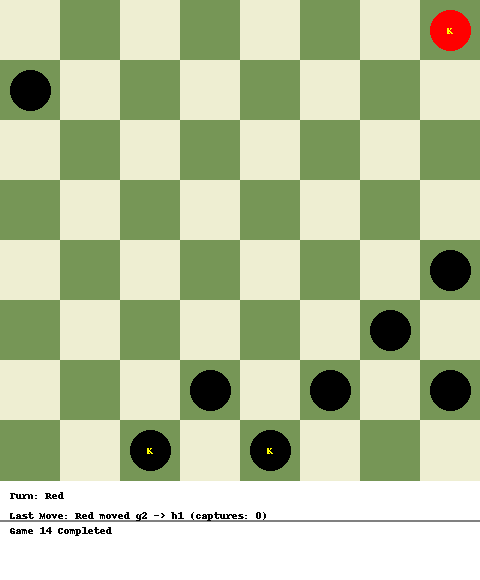 K
K
K
Turn: Red
Last Move: Red moved g2 -> h1 (captures: 0)
Game 14 Completed